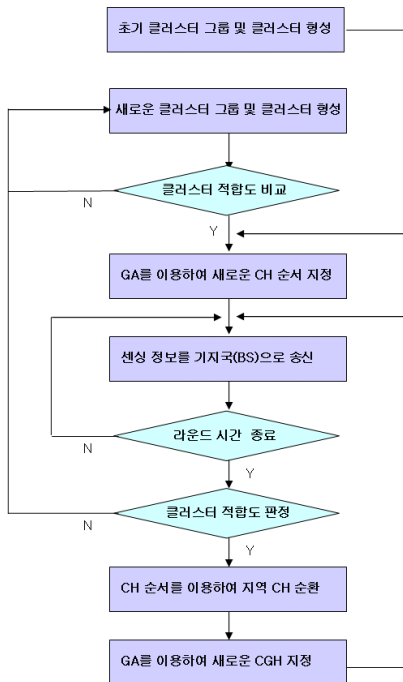 초기 클러스터 그룹 및 클러스터 형성
새로운 클러스터 그룹 및 클러스터 형성
클러스터 적합도 비교
N
Y
GA를 이용하여 새로운 CH 순서 지정
센싱 정보를 기지국(BS)으로 송신
라운드 시간 종료
N
Y
클러스터 적합도 판정
N
Y
CH 순서를 이용하여 지역 CH 순환
GA를 이용하여 새로운 CGH 지정